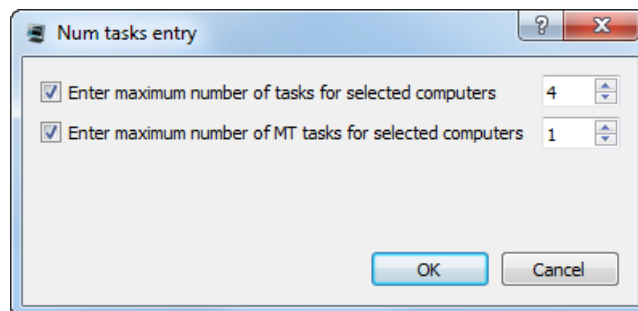 Num tasks entry
Enter maximum number of tasks for selected computers 4
Enter maximum number of MT tasks for selected computers 1
OK Cancel